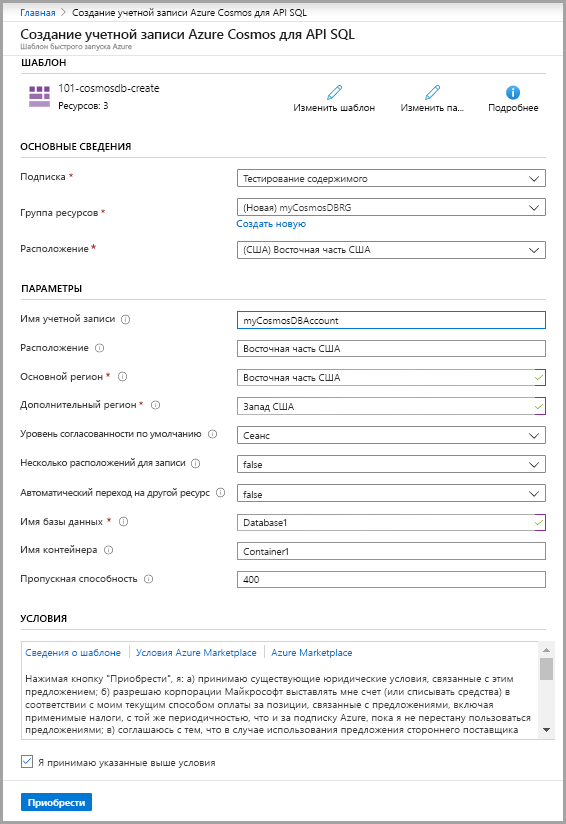 Главная > Создание учетной записи Azure Cosmos для API SQL
Создание учетной записи Azure Cosmos для API SQL
Шаблон быстрого запуска Azure
ШАБЛОН
101-cosmosdb-create
Ресурсов: 3
Изменить шаблон
Изменить па...
Подробнее
ОСНОВНЫЕ СВЕДЕНИЯ
Подписка * Тестирование содержимого
Группа ресурсов * (Новая) myCosmosDBRG
Создать новую
Расположение * (США) Восточная часть США
ПАРАМЕТРЫ
Имя учетной записи myCosmosDBAccount
Расположение Восточная часть США
Основной регион * Восточная часть США
Дополнительный регион * Запад США
Уровень согласованности по умолчанию Сеанс
Несколько расположений для записи false
Автоматический переход на другой ресурс false
Имя базы данных * Database1
Имя контейнера Container1
Пропускная способность 400
УСЛОВИЯ
Сведения о шаблоне | Условия Azure Marketplace | Azure Marketplace
Нажимая кнопку "Приобрести", я: а) принимаю существующие юридические условия, связанные с этим
предложением; б) разрешаю корпорации Майкрософт выставлять мне счет (или списывать средства) в
соответствии с моим текущим способом оплаты за позиции, связанные с предложениями, включая
применимые налоги, с той же периодичностью, что и за подписку Azure, пока я не перестану пользоваться
предложениями; в) соглашаюсь с тем, что в случае использования предложения стороннего поставщика
Я принимаю указанные выше условия
Приобрести